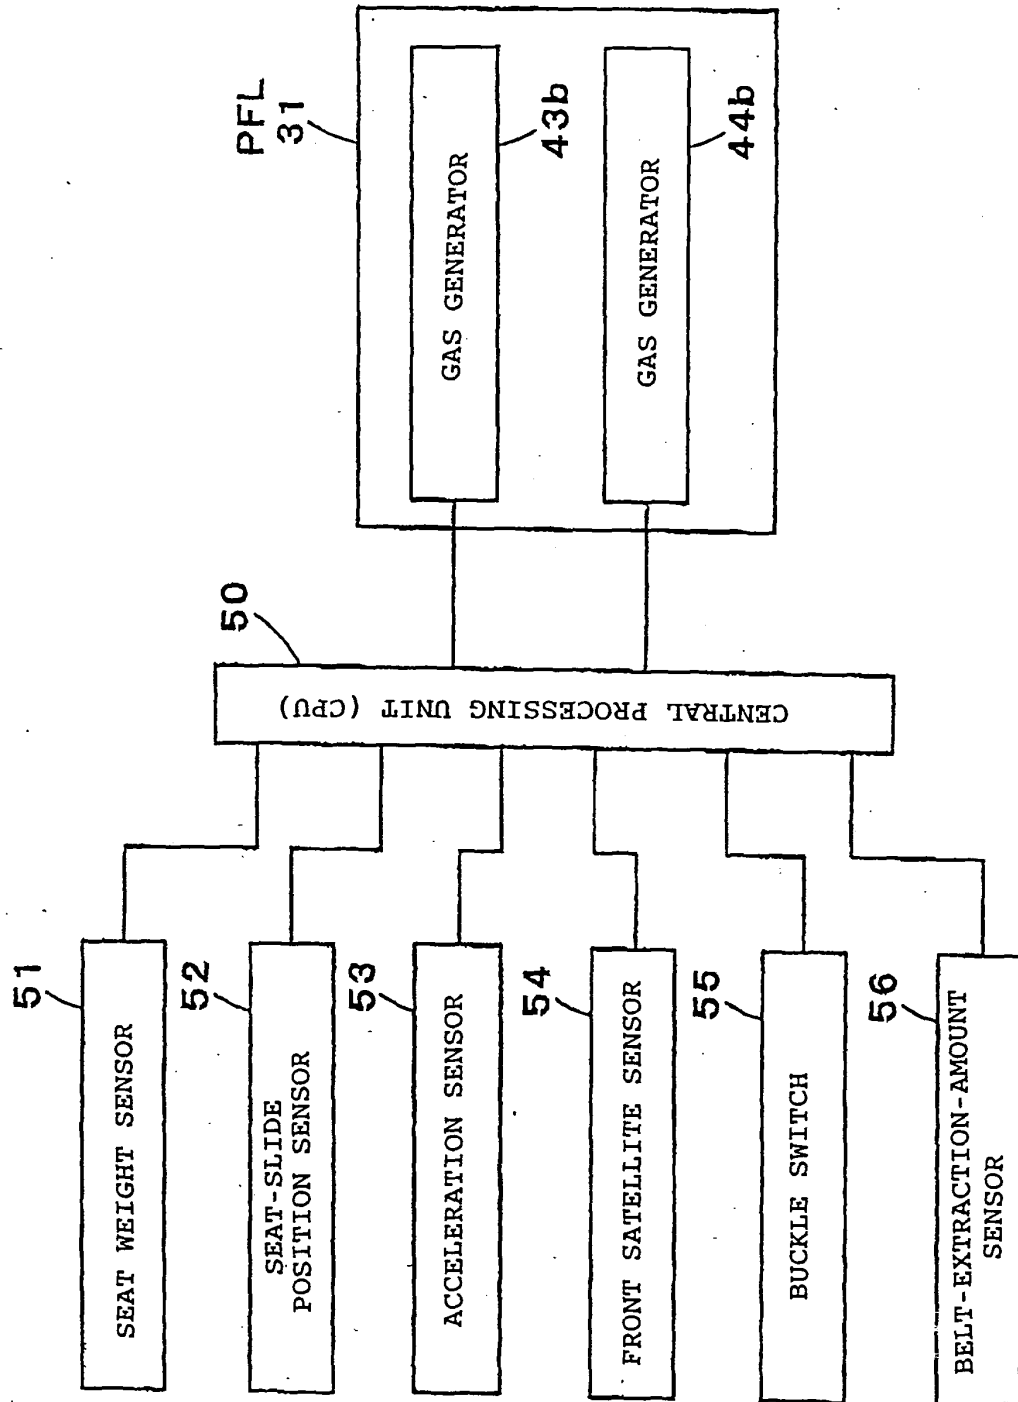 51
SEAT WEIGHT SENSOR
52
SEAT-SLIDE
POSITION SENSOR
53
ACCELERATION SENSOR
54
FRONT SATELLITE SENSOR
55
BUCKLE SWITCH
56
BELT-EXTRACTION-AMOUNT
SENSOR
50
CENTRAL PROCESSING UNIT (CPU)
PFL
31
GAS GENERATOR
43b
GAS GENERATOR
44b